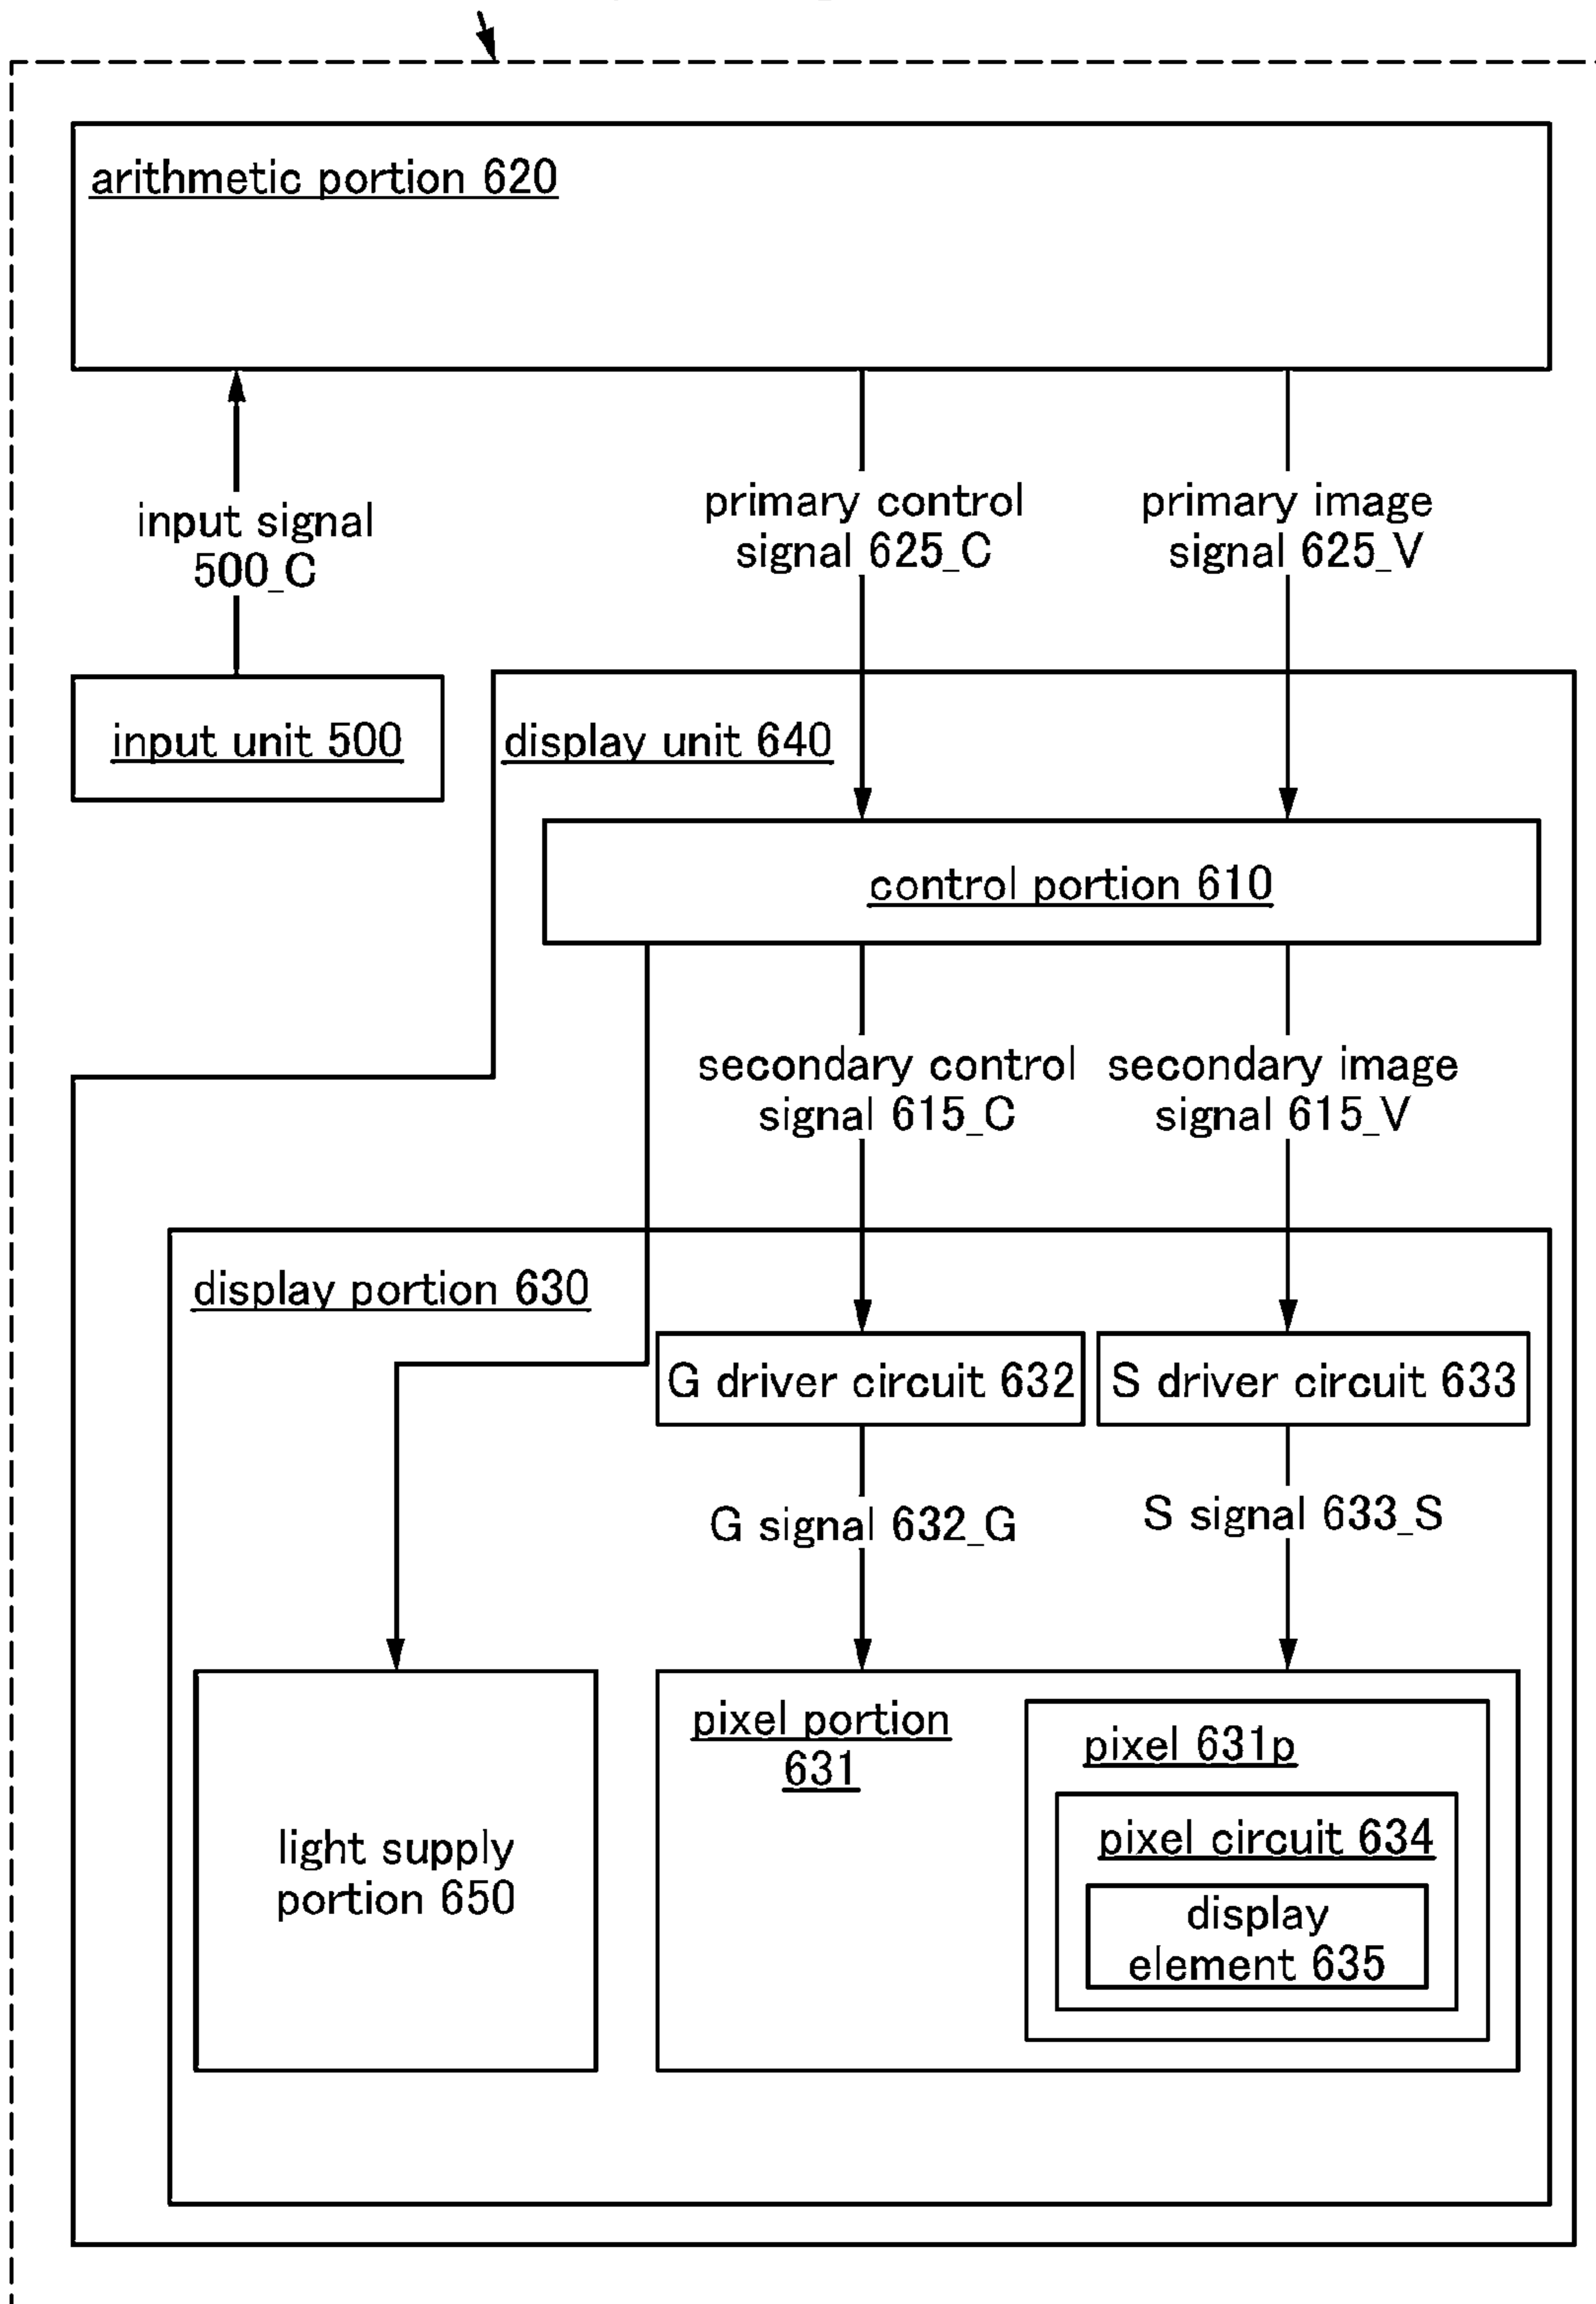 arithmetic portion 620
input signal
500_C
primary control
signal 625_C
primary image
signal 625_V
input unit 500
display unit 640
control portion 610
secondary control
signal 615_C
secondary image
signal 615_V
display portion 630
G driver circuit 632
S driver circuit 633
G signal 632_G
S signal 633_S
light supply
portion 650
pixel portion
631
pixel 631p
pixel circuit 634
display
element 635